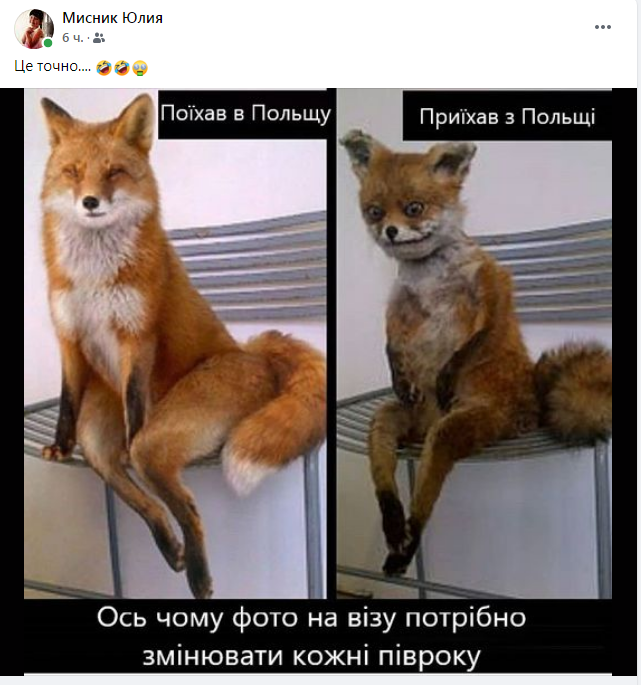 Мисник Юлия
6 ч. ·
Це точно.... 🤣🤣🤮
Поїхав в Польщу
Приїхав з Польщі
Ось чому фото на візу потрібно
змінювати кожні півроку